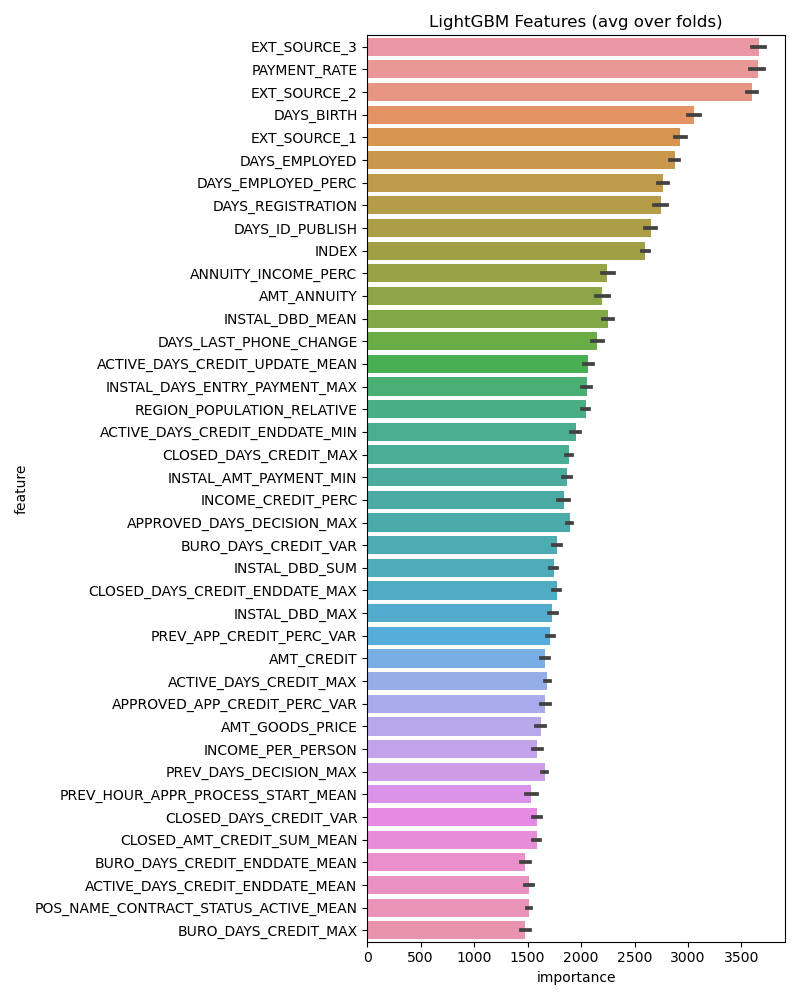 LightGBM Features (avg over folds)
EXT_SOURCE_3
PAYMENT_RATE
EXT_SOURCE_2
DAYS_BIRTH
EXT_SOURCE_1
DAYS_EMPLOYED
DAYS_EMPLOYED_PERC
DAYS_REGISTRATION
DAYS_ID_PUBLISH
INDEX
ANNUITY_INCOME_PERC
AMT_ANNUITY
INSTAL_DBD_MEAN
DAYS_LAST_PHONE_CHANGE
ACTIVE_DAYS_CREDIT_UPDATE_MEAN
INSTAL_DAYS_ENTRY_PAYMENT_MAX
REGION_POPULATION_RELATIVE
ACTIVE_DAYS_CREDIT_ENDDATE_MIN
CLOSED_DAYS_CREDIT_MAX
INSTAL_AMT_PAYMENT_MIN
INCOME_CREDIT_PERC
APPROVED_DAYS_DECISION_MAX
BURO_DAYS_CREDIT_VAR
INSTAL_DBD_SUM
CLOSED_DAYS_CREDIT_ENDDATE_MAX
INSTAL_DBD_MAX
PREV_APP_CREDIT_PERC_VAR
AMT_CREDIT
ACTIVE_DAYS_CREDIT_MAX
APPROVED_APP_CREDIT_PERC_VAR
AMT_GOODS_PRICE
INCOME_PER_PERSON
PREV_DAYS_DECISION_MAX
PREV_HOUR_APPR_PROCESS_START_MEAN
CLOSED_DAYS_CREDIT_VAR
CLOSED_AMT_CREDIT_SUM_MEAN
BURO_DAYS_CREDIT_ENDDATE_MEAN
ACTIVE_DAYS_CREDIT_ENDDATE_MEAN
POS_NAME_CONTRACT_STATUS_ACTIVE_MEAN
BURO_DAYS_CREDIT_MAX
feature
0 500 1000 1500 2000 2500 3000 3500
importance